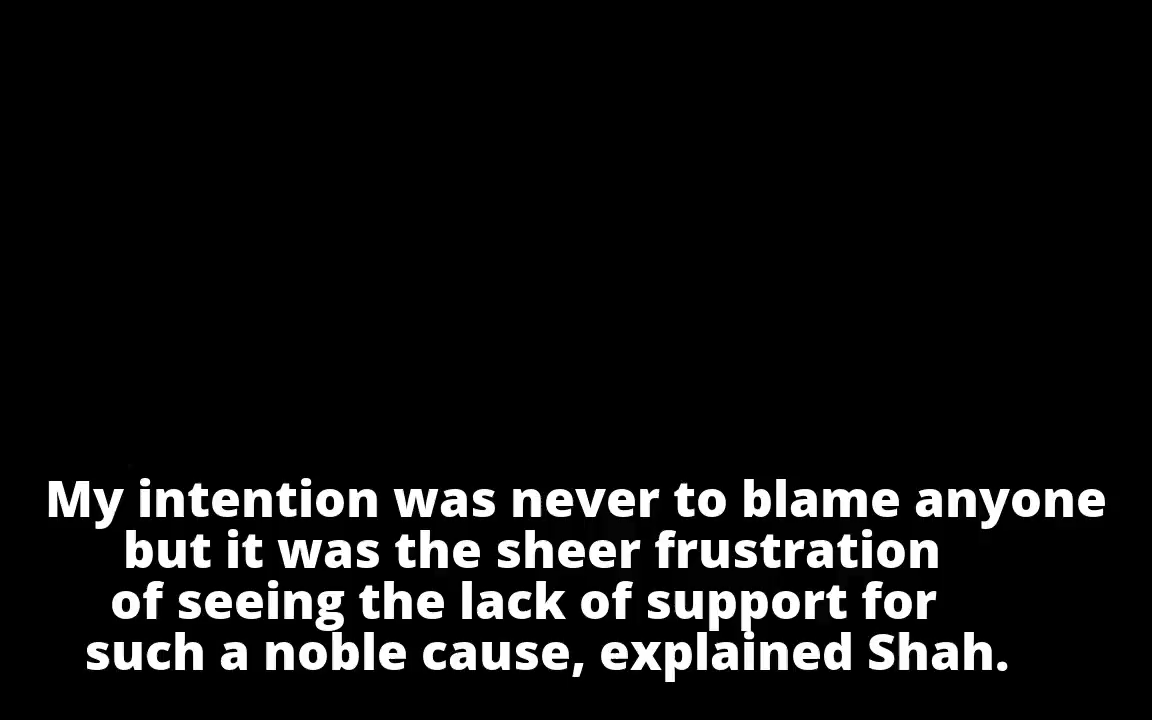 My intention was never to blame anyone
but it was the sheer frustration
of seeing the lack of support for
such a noble cause, explained Shah.